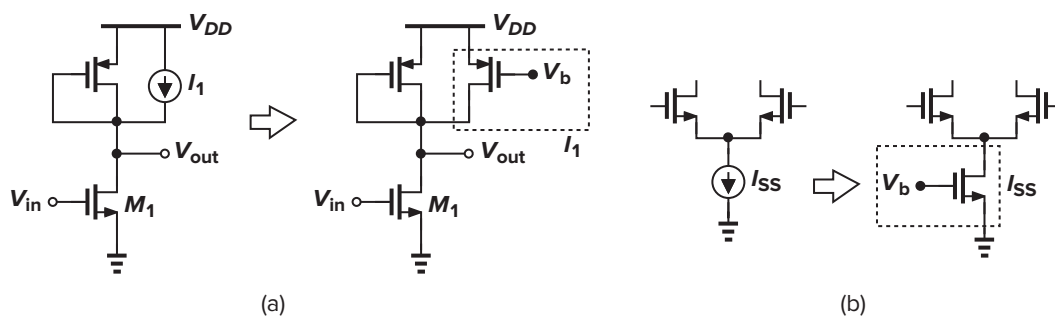 V_DD
I_1
V_out
V_in
M_1
V_DD
V_b
I_1
V_out
V_in
M_1
(a)
I_SS
V_b
I_SS
(b)